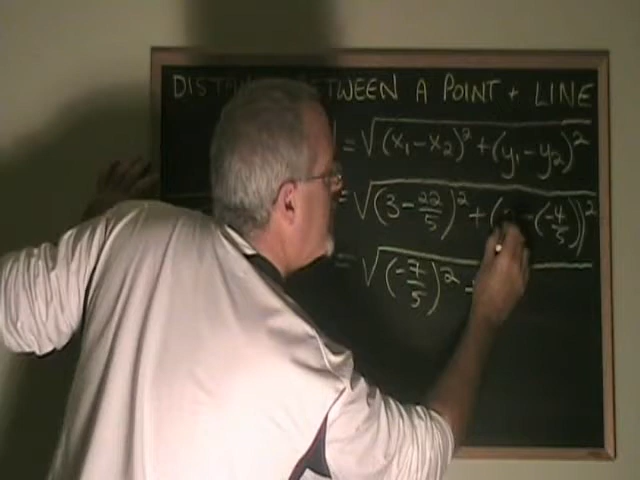 DISTAN BETWEEN A POINT + LINE
= √(x₁ - x₂)² + (y₁ - y₂)²
= √(3 - 22/5)² + ( - (-4/5))²
= √(-7/5)² +